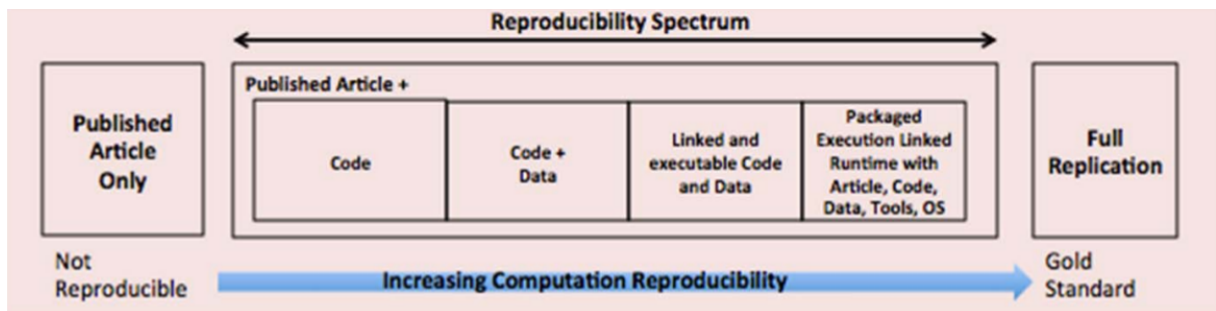 Reproducibility Spectrum
Published
Article
Only
Published Article +
Code
Code +
Data
Linked and
executable Code
and Data
Packaged
Execution Linked
Runtime with
Article, Code,
Data, Tools, OS
Full
Replication
Not
Reproducible
Increasing Computation Reproducibility
Gold
Standard